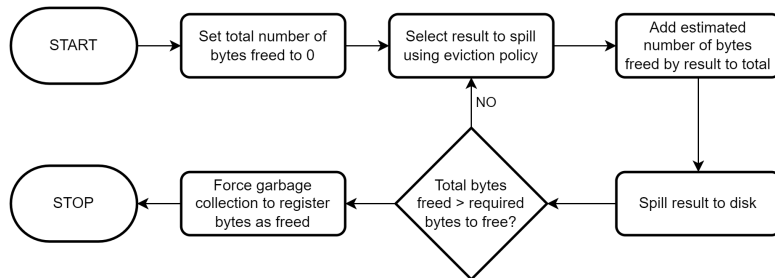 START
Set total number of
bytes freed to 0
Select result to spill
using eviction policy
Add estimated
number of bytes
freed by result to total
NO
STOP
Force garbage
collection to register
bytes as freed
Total bytes
freed > required
bytes to free?
Spill result to disk